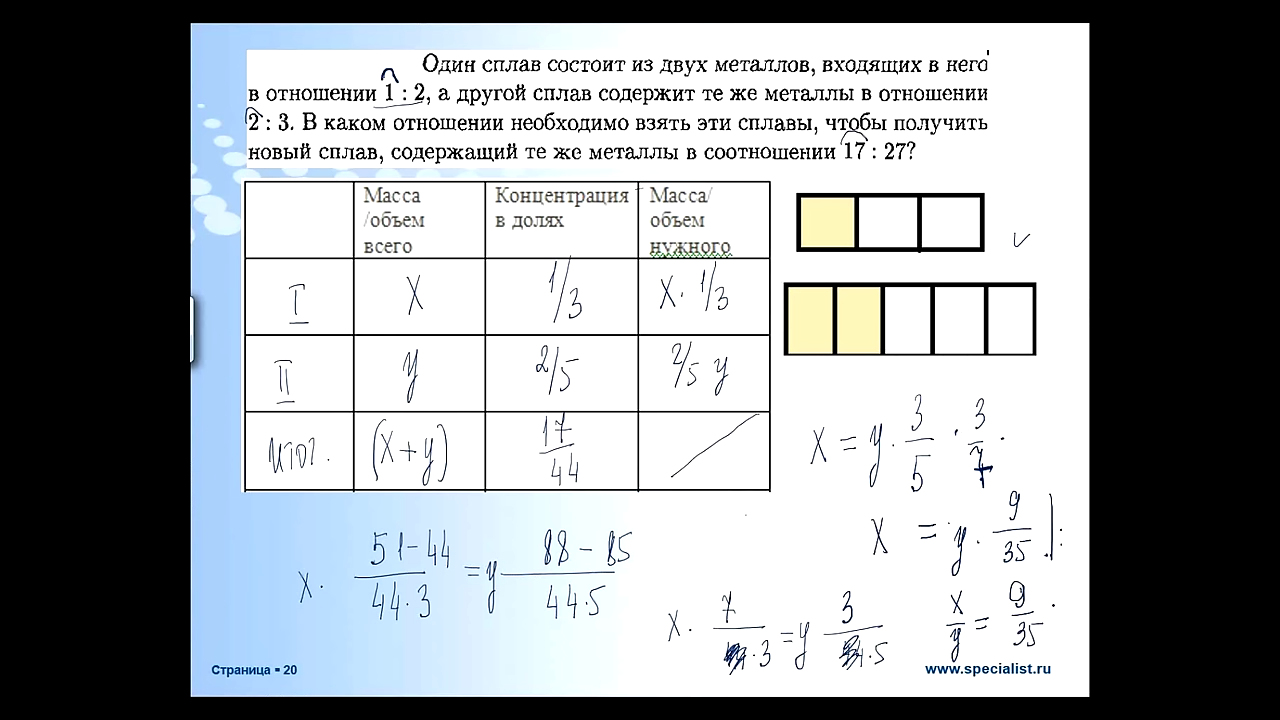 Один сплав состоит из двух металлов, входящих в него
в отношении 1 : 2, а другой сплав содержит те же металлы в отношении
2 : 3. В каком отношении необходимо взять эти сплавы, чтобы получить
новый сплав, содержащий те же металлы в соотношении 17 : 27?
Масса /объем всего
Концентрация в долях
Масса/ объем нужного
I x 1/3 x · 1/3
II y 2/5 2/5 y
итог. (x+y) 17/44
x = y · 3/5 · 3/7
x = y · 9/35 | :
x/y = 9/35
x · (51-44)/(44·3) = y (88-85)/(44·5)
x · 7/(44·3) = y 3/(44·5)
Страница ▪ 20
www.specialist.ru